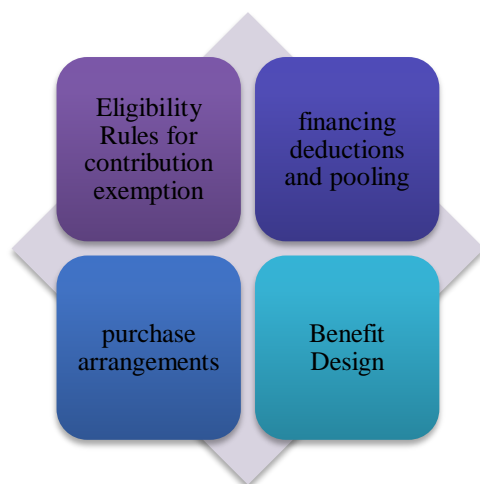 Eligibility
Rules for
contribution
exemption
financing
deductions
and pooling
purchase
arrangements
Benefit
Design